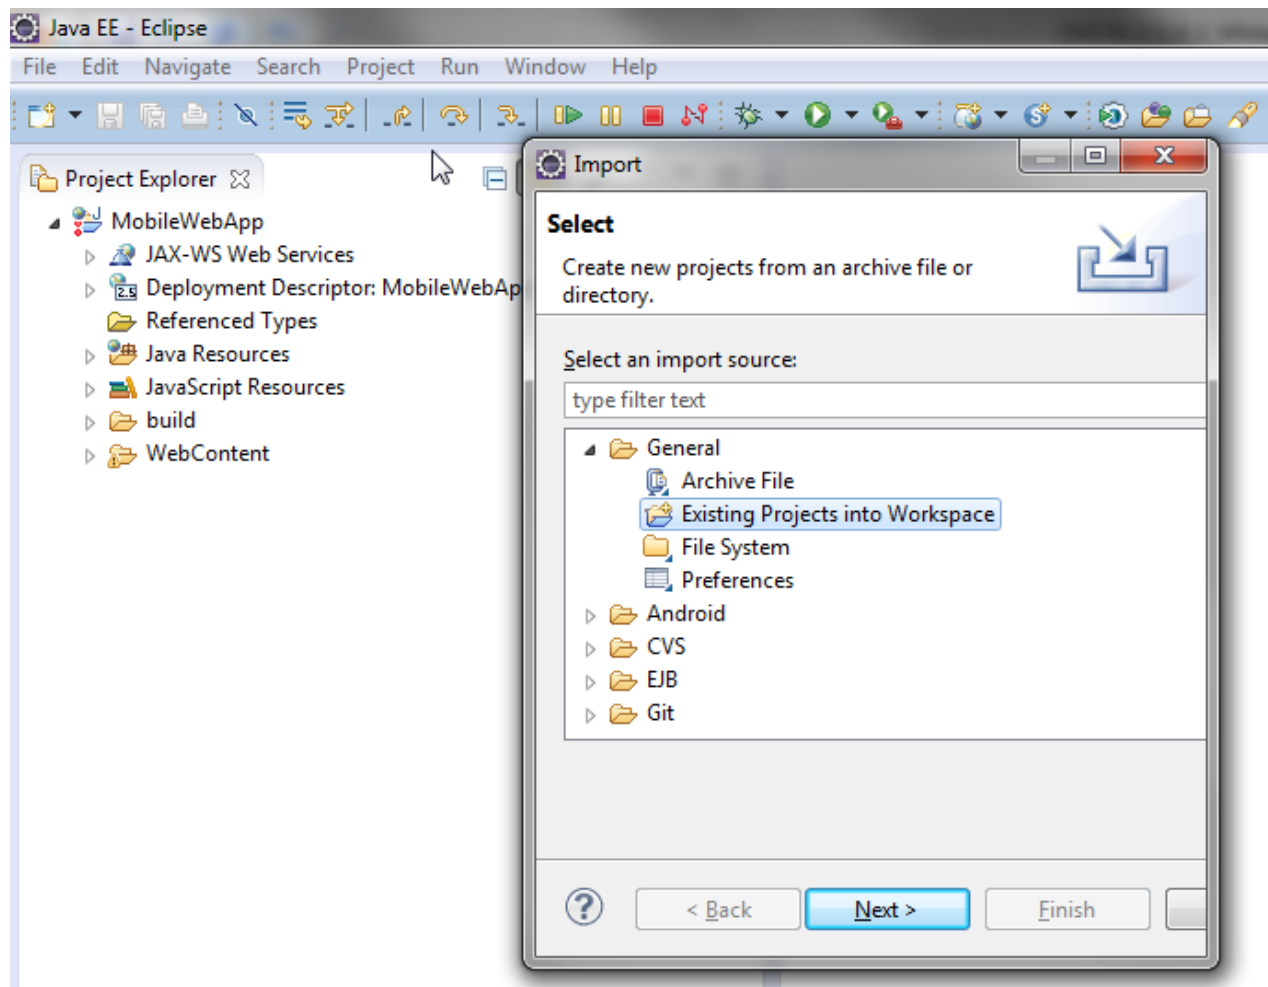 Java EE - Eclipse
File Edit Navigate Search Project Run Window Help
Project Explorer
MobileWebApp
JAX-WS Web Services
2.5 Deployment Descriptor: MobileWebAp
Referenced Types
Java Resources
JavaScript Resources
build
WebContent
Import
Select
Create new projects from an archive file or
directory.
Select an import source:
type filter text
General
Archive File
Existing Projects into Workspace
File System
Preferences
Android
CVS
EJB
Git
< Back Next > Finish